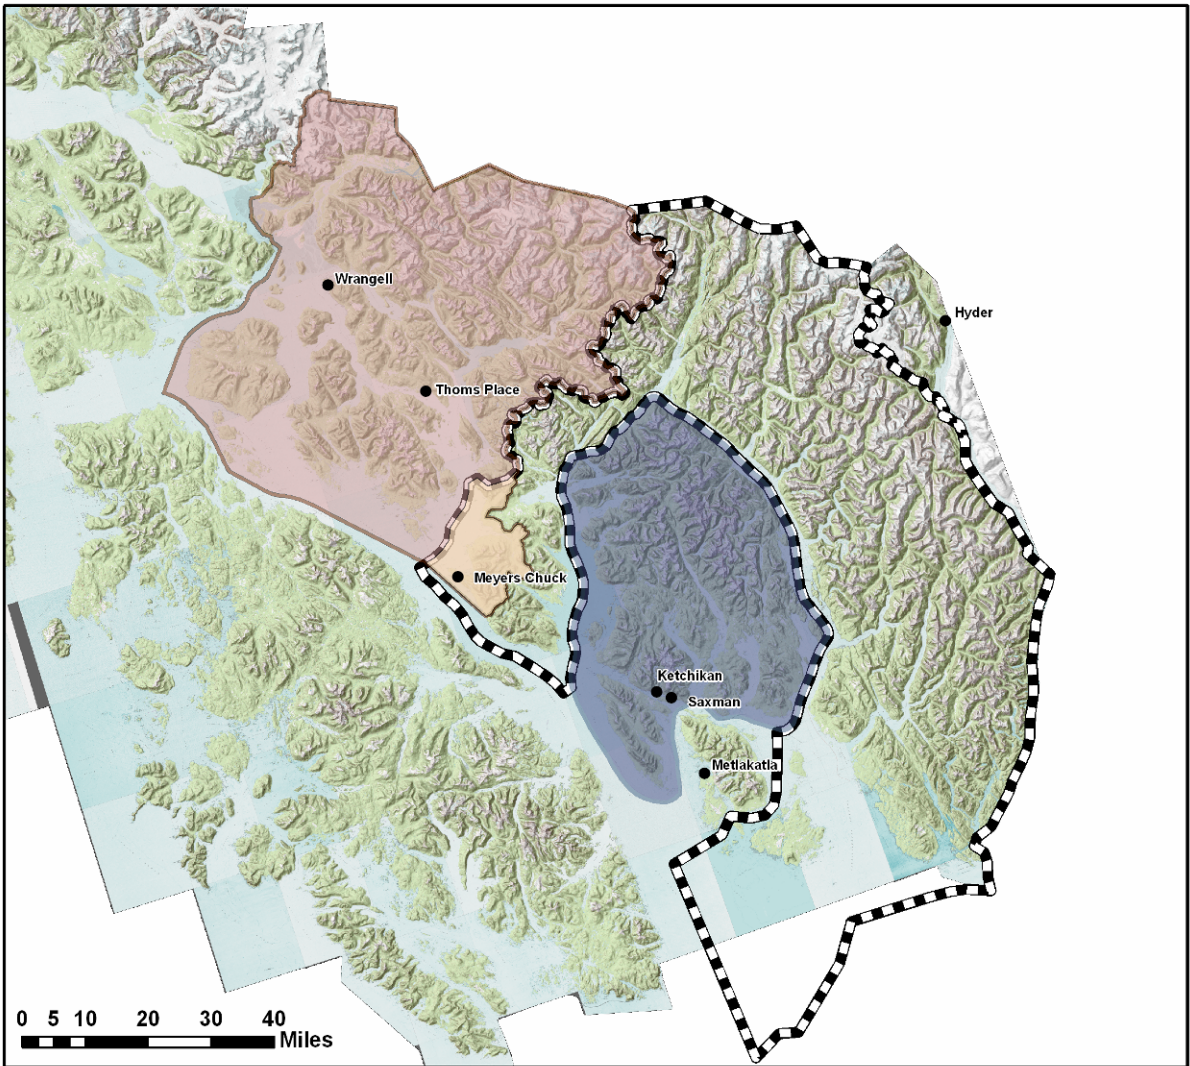 Wrangell
Hyder
Thoms Place
Meyers Chuck
Ketchikan
Saxman
Metlakatla
0 5 10 20 30 40
Miles